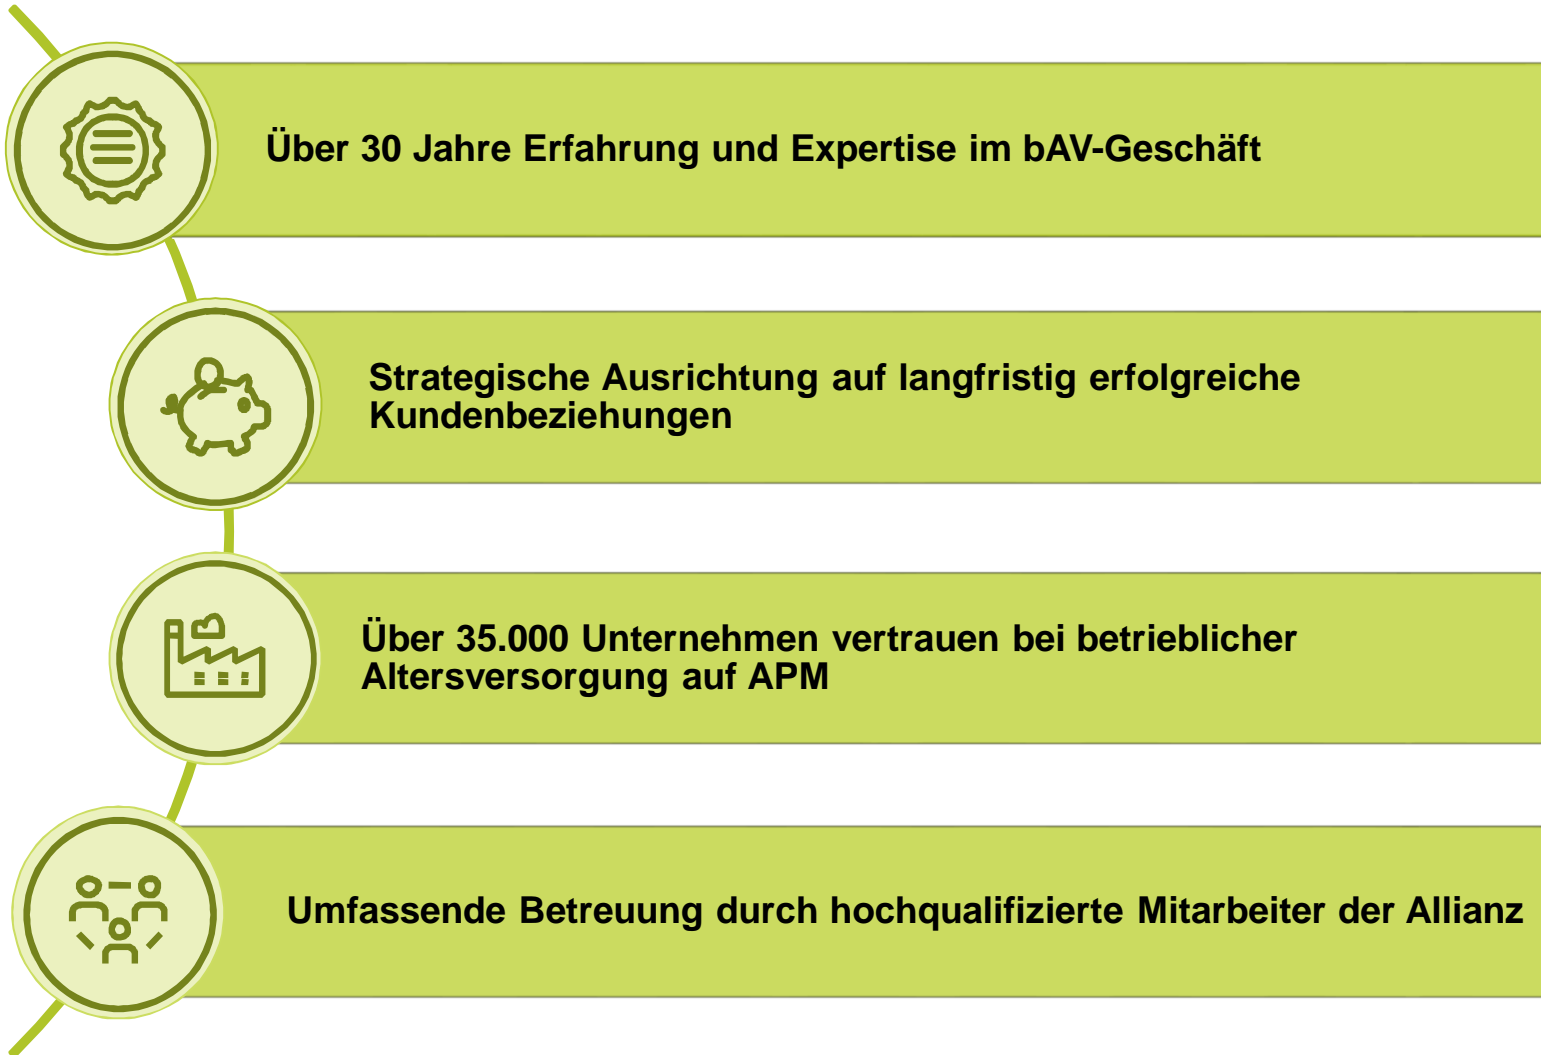 Über 30 Jahre Erfahrung und Expertise im bAV-Geschäft
Strategische Ausrichtung auf langfristig erfolgreiche
Kundenbeziehungen
Über 35.000 Unternehmen vertrauen bei betrieblicher
Altersversorgung auf APM
Umfassende Betreuung durch hochqualifizierte Mitarbeiter der Allianz